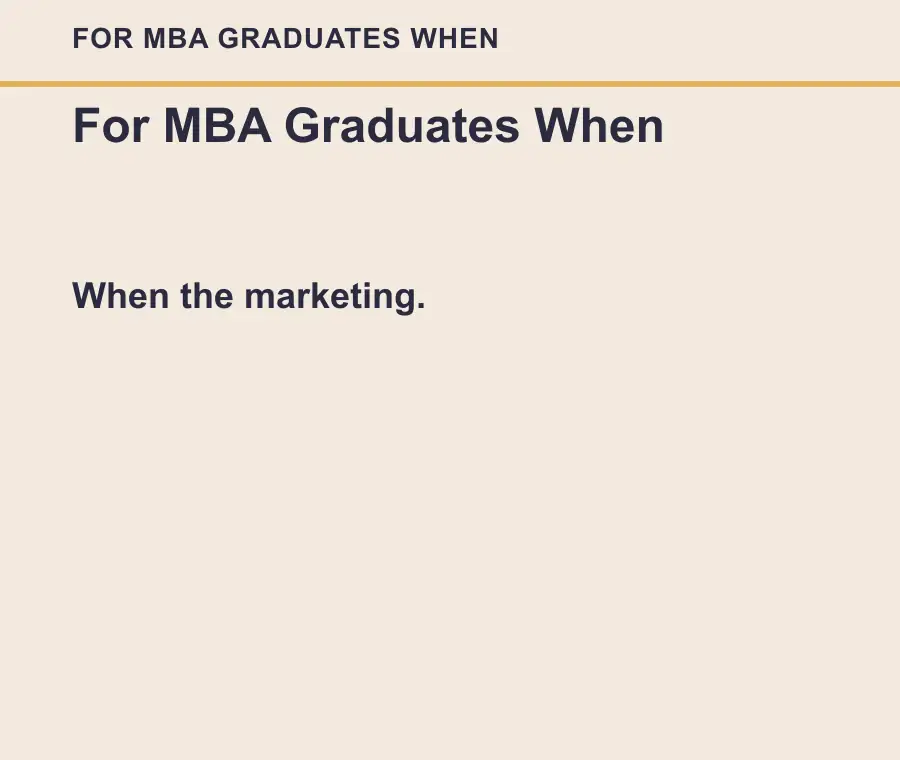 FOR MBA GRADUATES WHEN
For MBA Graduates When
When the marketing.